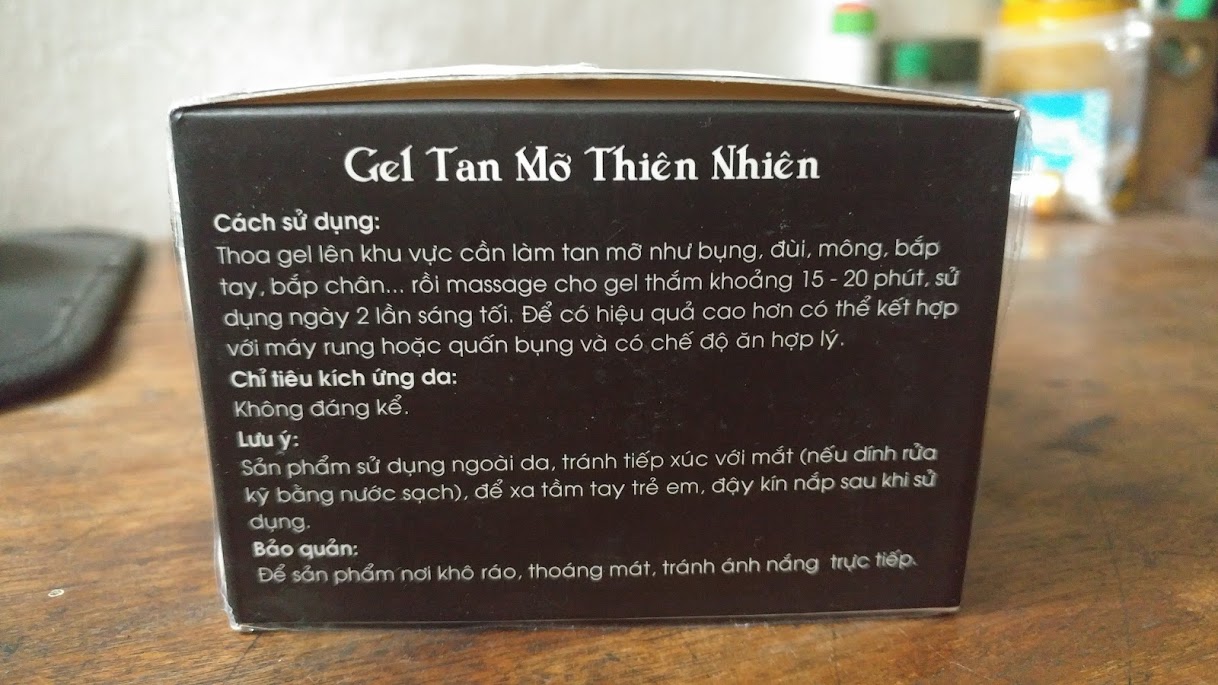 Gel Tan Mỡ Thiên Nhiên
Cách sử dụng:
Thoa gel lên khu vực cần làm tan mỡ như bụng, đùi, mông, bắp
tay, bắp chân... rồi massage cho gel thắm khoảng 15 - 20 phút, sử
dụng ngày 2 lần sáng tối. Để có hiệu quả cao hơn có thể kết hợp
với máy rung hoặc quấn bụng và có chế độ ăn hợp lý.
Chỉ tiêu kích ứng da:
Không đáng kể.
Lưu ý:
Sản phẩm sử dụng ngoài da, tránh tiếp xúc với mắt (nếu dính rửa
kỹ bằng nước sạch), để xa tầm tay trẻ em, đậy kín nắp sau khi sử
dụng.
Bảo quản:
Để sản phẩm nơi khô ráo, thoáng mát, tránh ánh nắng trực tiếp.